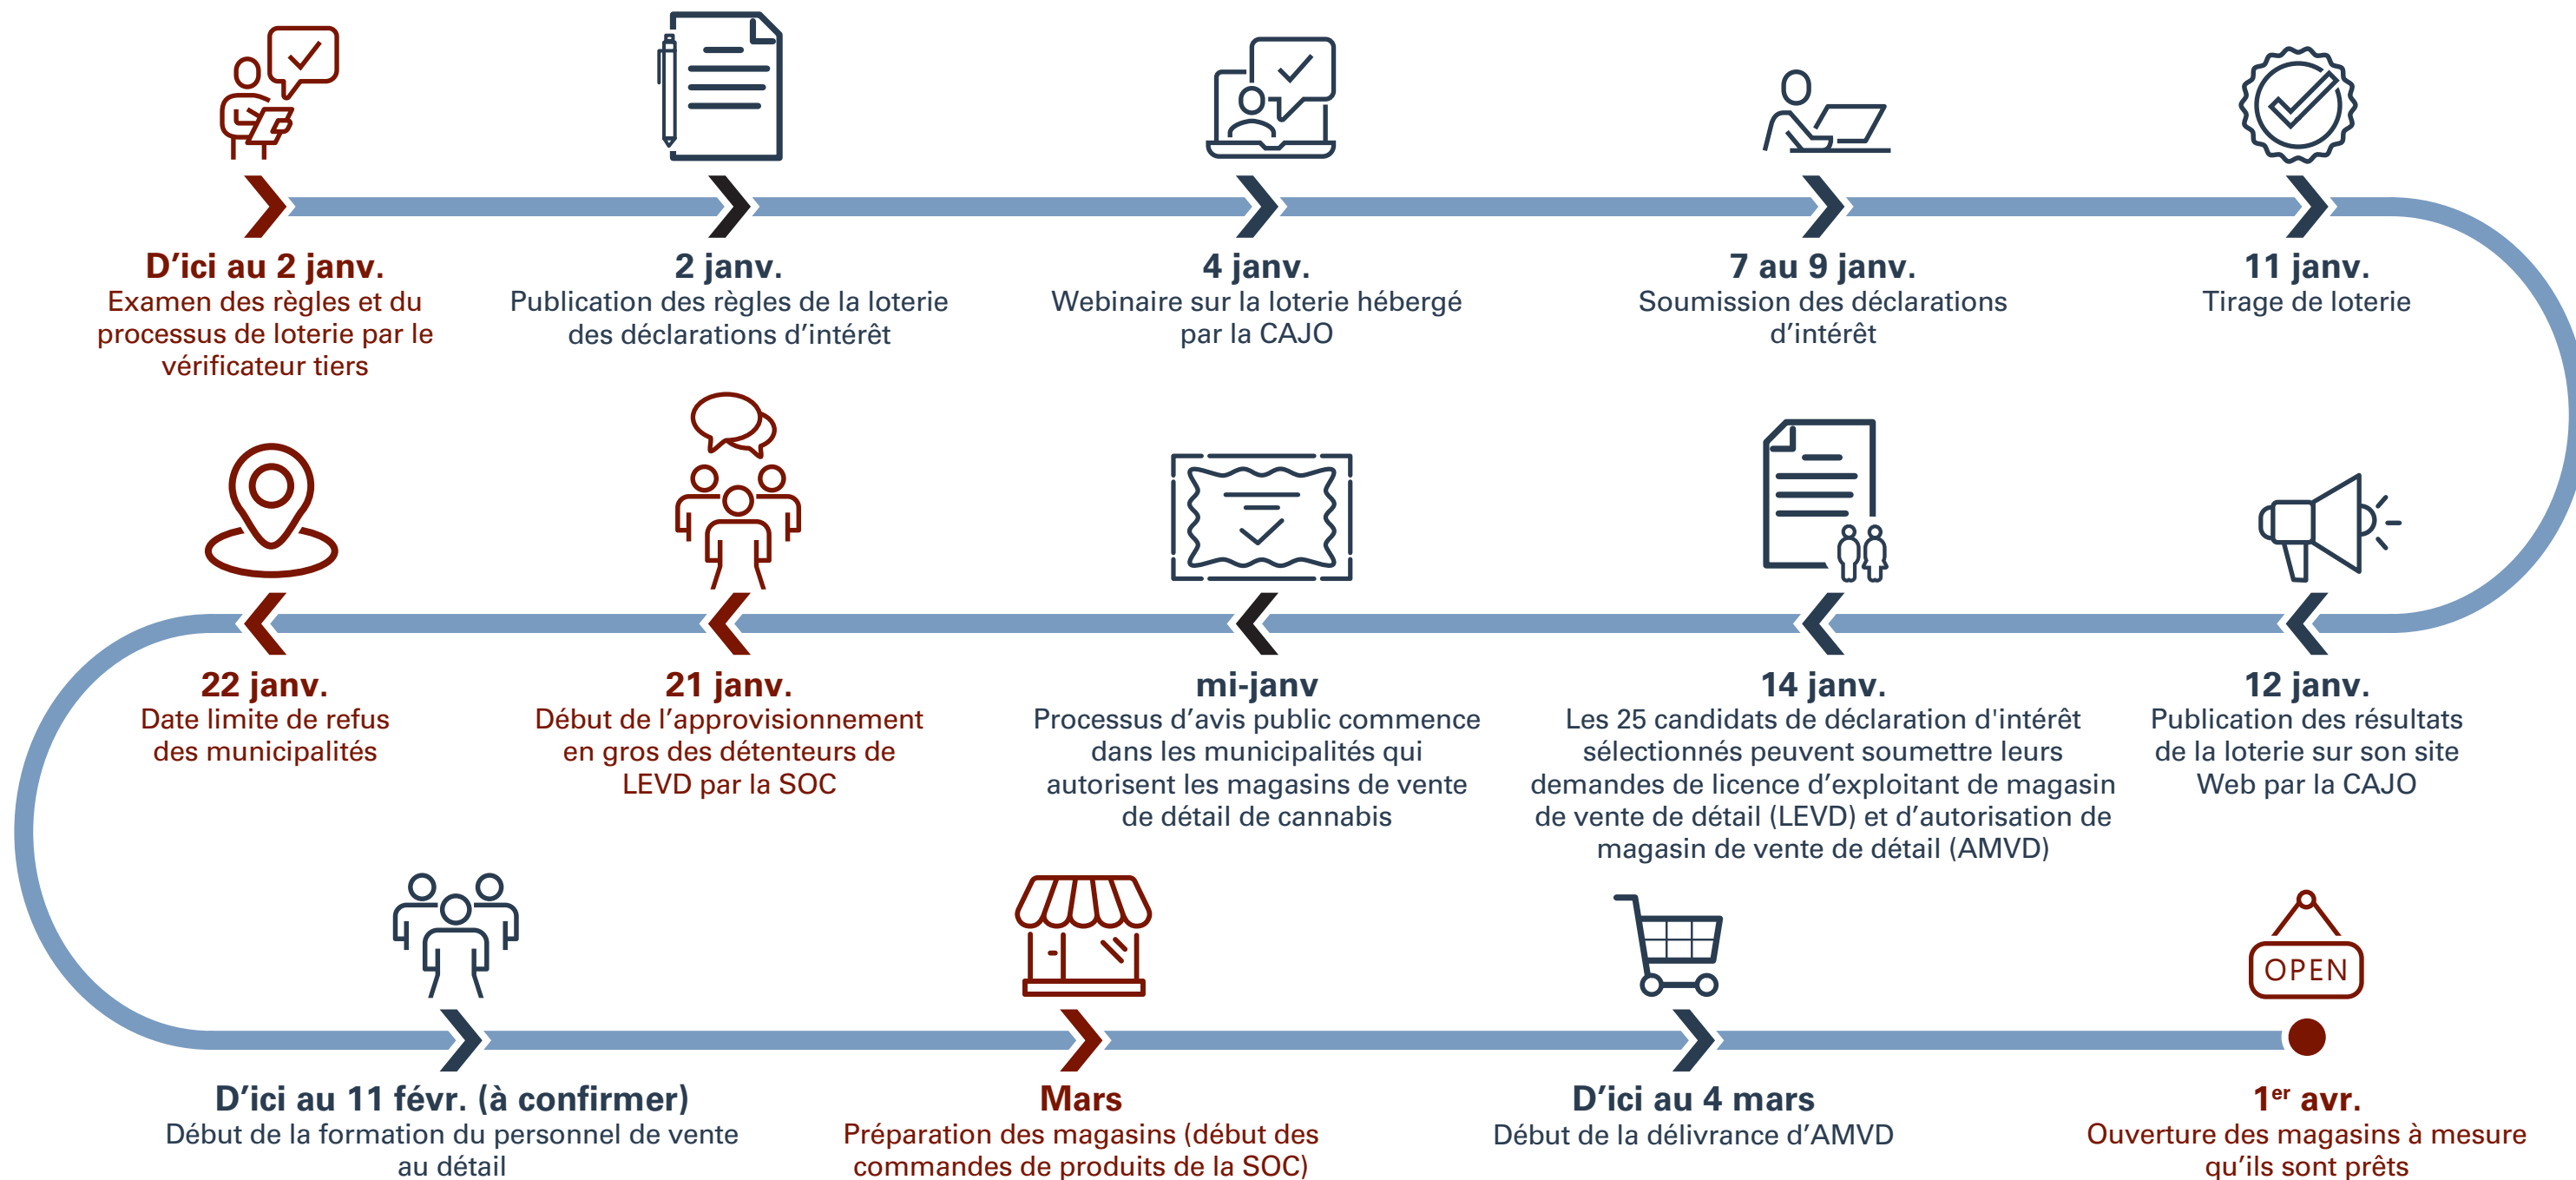 D’ici au 2 janv.
Examen des règles et du
processus de loterie par le
vérificateur tiers
2 janv.
Publication des règles de la loterie
des déclarations d’intérêt
4 janv.
Webinaire sur la loterie hébergé
par la CAJO
7 au 9 janv.
Soumission des déclarations
d’intérêt
11 janv.
Tirage de loterie
12 janv.
Publication des résultats
de la loterie sur son site
Web par la CAJO
14 janv.
Les 25 candidats de déclaration d'intérêt
sélectionnés peuvent soumettre leurs
demandes de licence d’exploitant de magasin
de vente de détail (LEVD) et d’autorisation de
magasin de vente de détail (AMVD)
mi-janv
Processus d’avis public commence
dans les municipalités qui
autorisent les magasins de vente
de détail de cannabis
21 janv.
Début de l’approvisionnement
en gros des détenteurs de
LEVD par la SOC
22 janv.
Date limite de refus
des municipalités
D’ici au 11 févr. (à confirmer)
Début de la formation du personnel de vente
au détail
Mars
Préparation des magasins (début des
commandes de produits de la SOC)
D’ici au 4 mars
Début de la délivrance d’AMVD
OPEN
1er avr.
Ouverture des magasins à mesure
qu’ils sont prêts